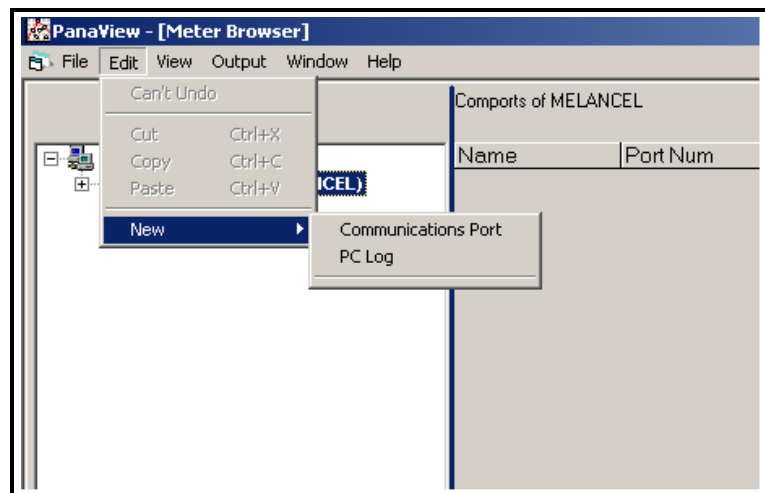 PanaView - [Meter Browser]
File Edit View Output Window Help
Can't Undo
Comports of MELANCEL
Cut Ctrl+X
Copy Ctrl+C
Paste Ctrl+V
ICEL)
Name Port Num
New
Communications Port
PC Log